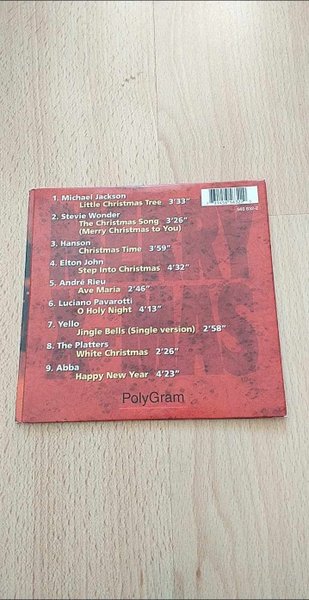 1. Michael Jackson
Little Christmas Tree 3'33"
2. Stevie Wonder
The Christmas Song 3'26"
(Merry Christmas to You)
3. Hanson
Christmas Time 3'59"
4. Elton John
Step Into Christmas 4'32"
5. André Rieu
Ave Maria 2'46"
6. Luciano Pavarotti
O Holy Night 4'13"
7. Yello
Jingle Bells (Single version) 2'58"
8. The Platters
White Christmas 2'26"
9. Abba
Happy New Year 4'23"
PolyGram